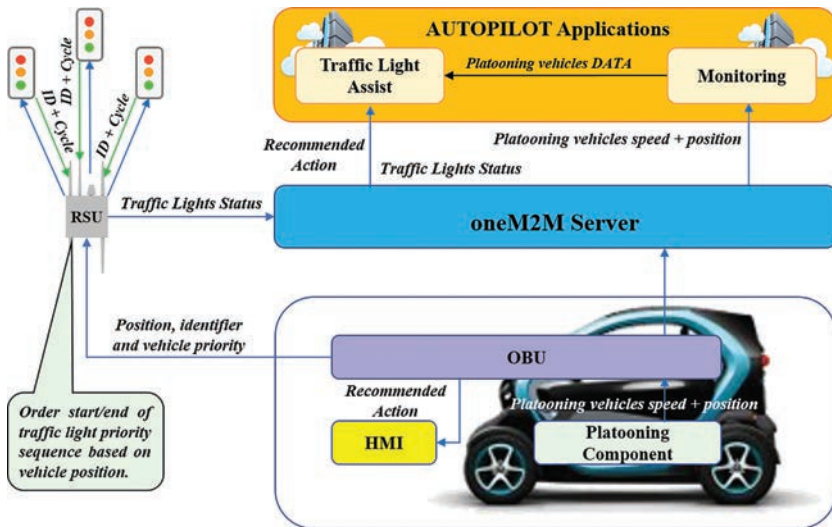 AUTOPILOT Applications
Traffic Light
Assist
Platooning vehicles DATA
Monitoring
ID + Cycle
ID + Cycle
ID + Cycle
Recommended
Action
Traffic Lights Status
Platooning vehicles speed + position
RSU
Traffic Lights Status
oneM2M Server
Position, identifier
and vehicle priority
OBU
Recommended
Action
Platooning vehicles speed + position
HMI
Platooning
Component
Order start/end of
traffic light priority
sequence based on
vehicle position.